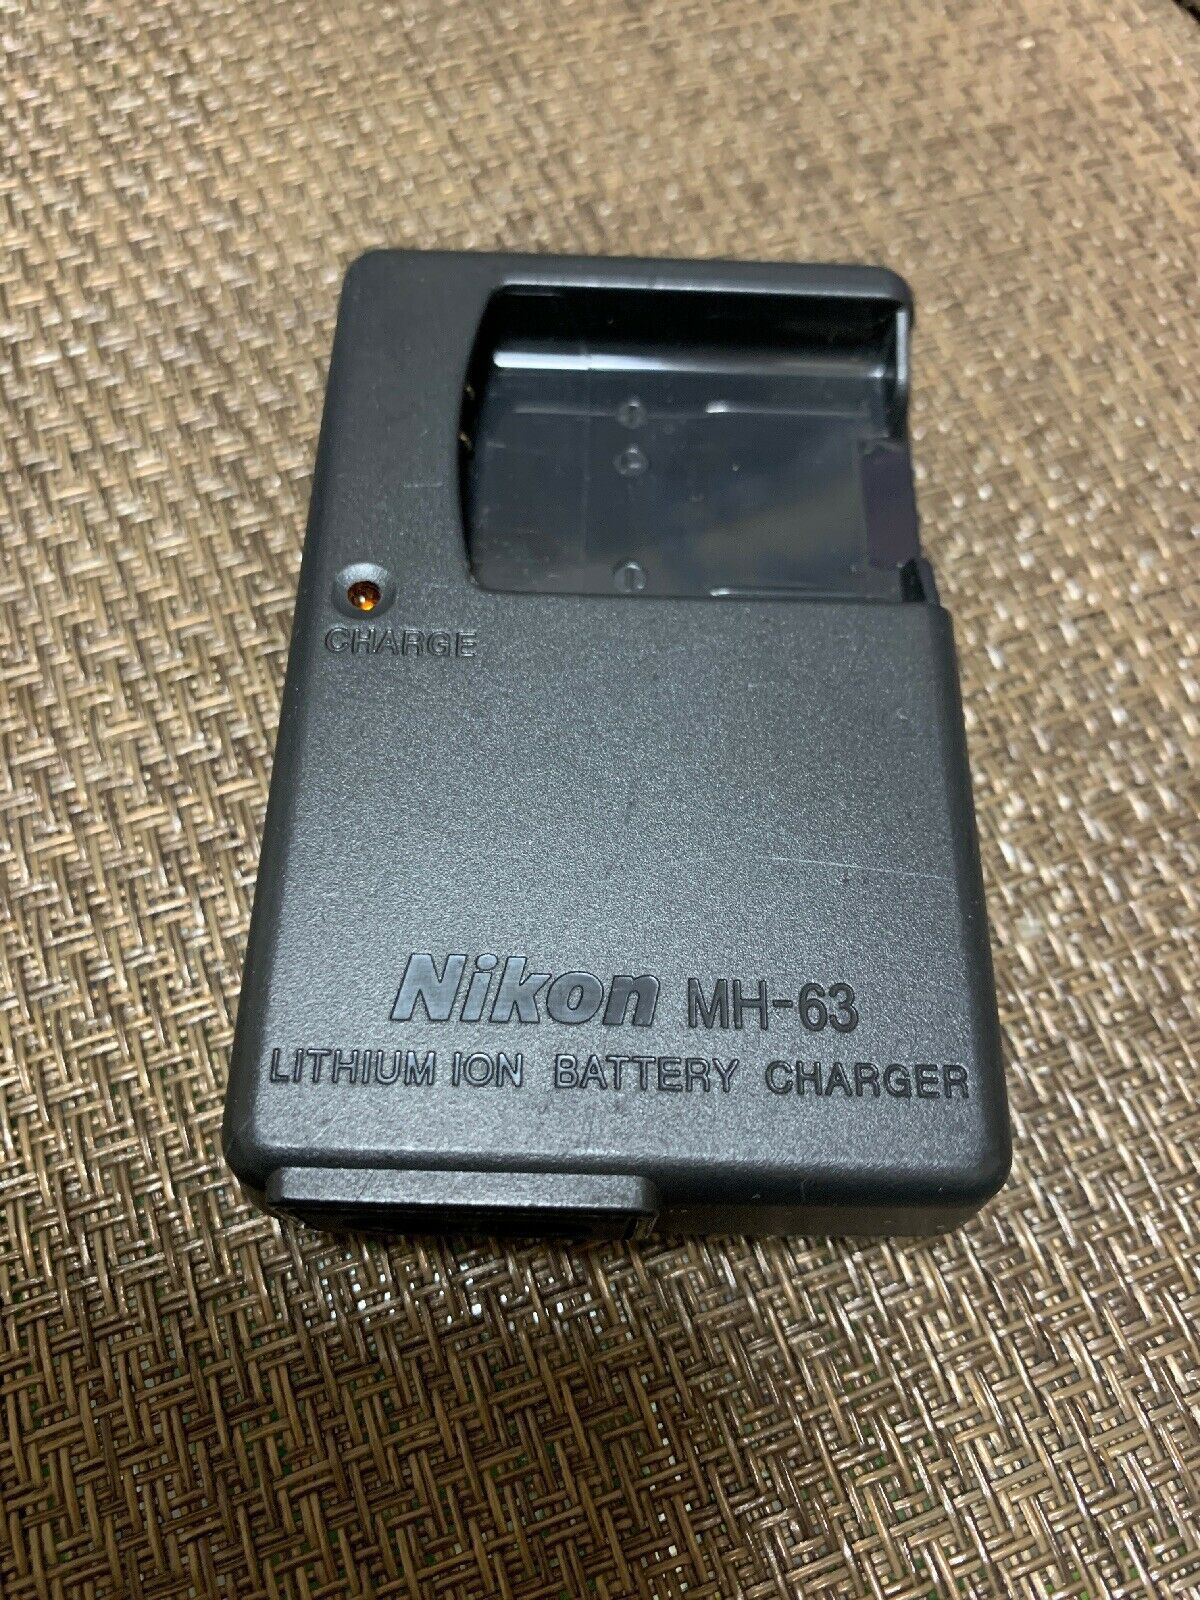 CHARGE
Nikon MH-63
LITHIUM ION BATTERY CHARGER